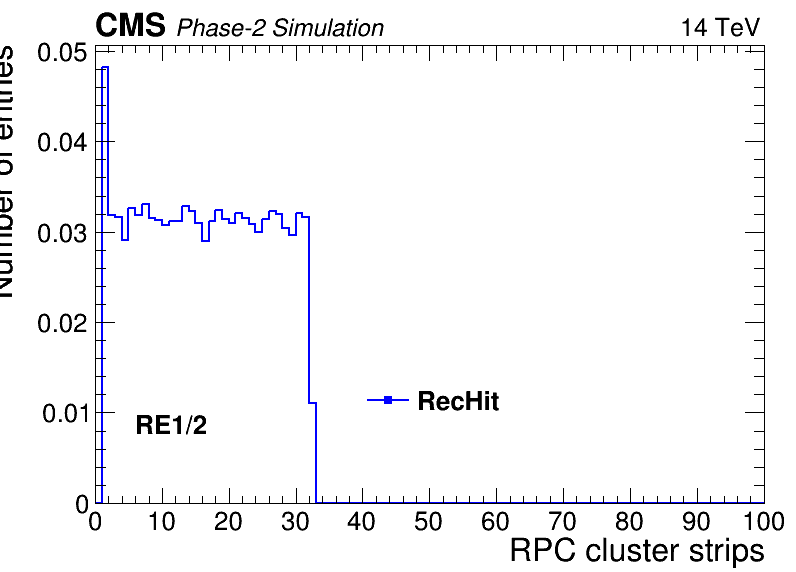 CMS Phase-2 Simulation 14 TeV
Number of entries
0.05
0.04
0.03
0.02
0.01
0
RE1/2
RecHit
0 10 20 30 40 50 60 70 80 90 100
RPC cluster strips